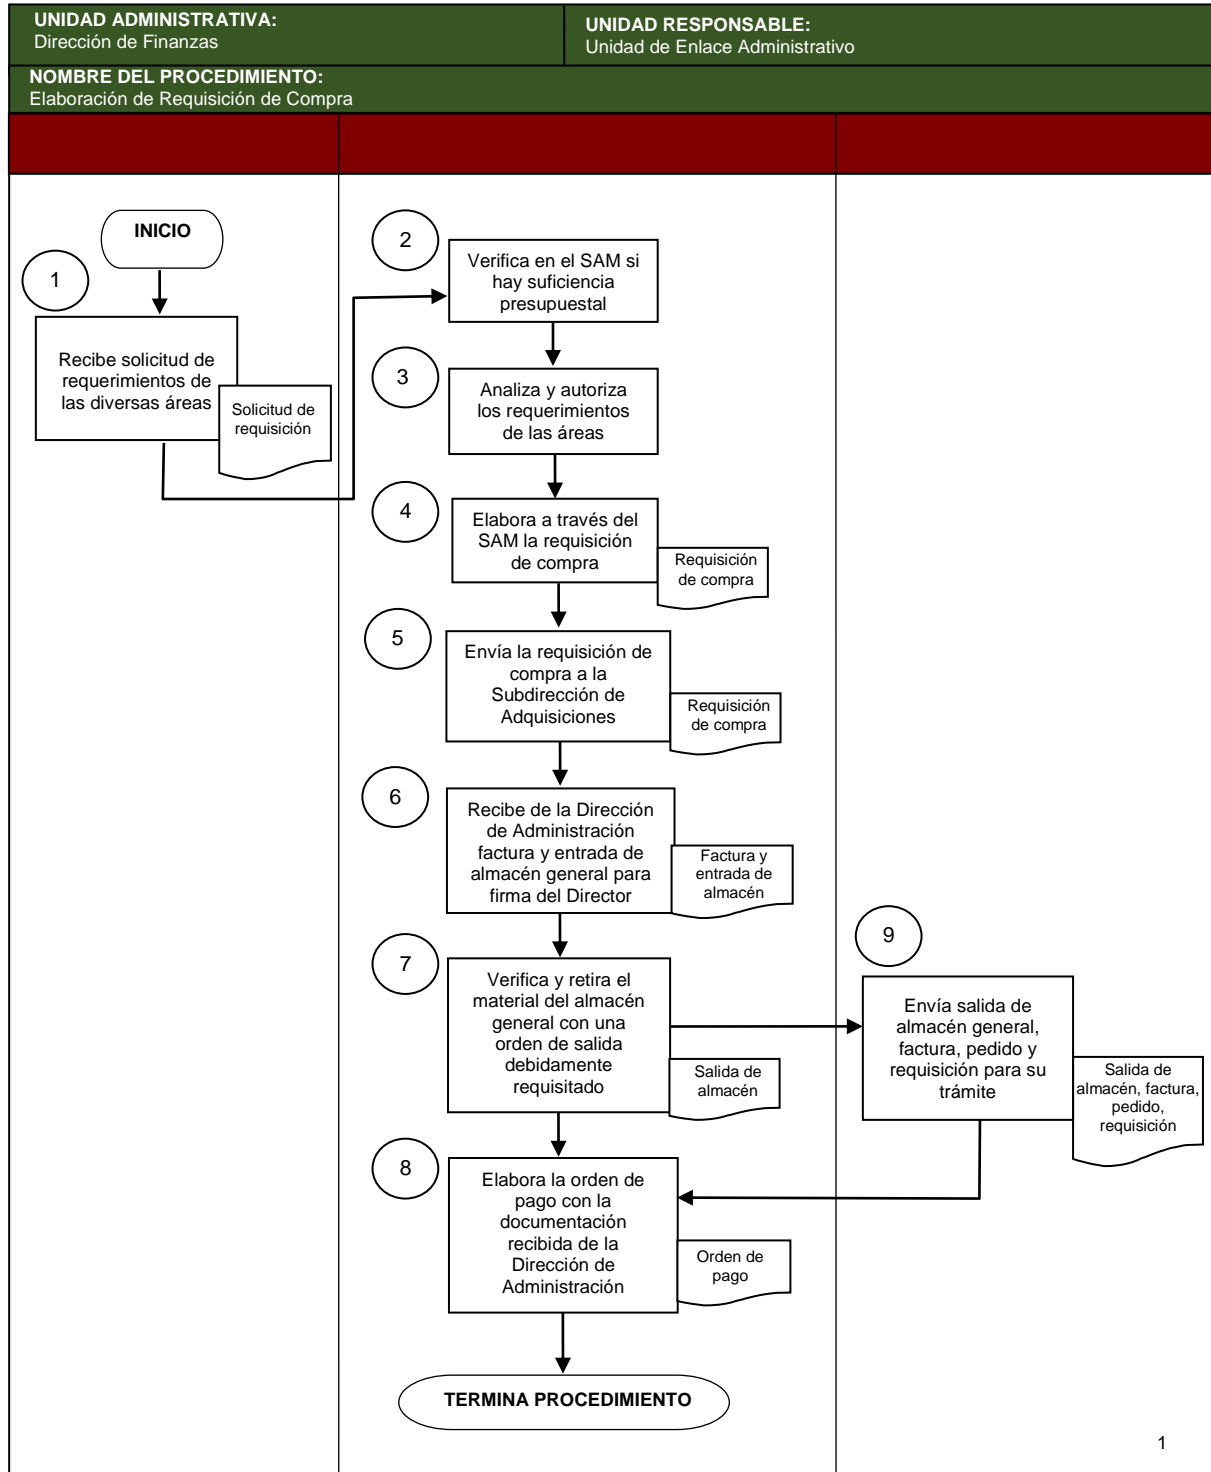 UNIDAD ADMINISTRATIVA:
Dirección de Finanzas
UNIDAD RESPONSABLE:
Unidad de Enlace Administrativo
NOMBRE DEL PROCEDIMIENTO:
Elaboración de Requisición de Compra
INICIO
1
Recibe solicitud de
requerimientos de
las diversas áreas
Solicitud de
requisición
2
Verifica en el SAM si
hay suficiencia
presupuestal
3
Analiza y autoriza
los requerimientos
de las áreas
4
Elabora a través del
SAM la requisición
de compra
Requisición
de compra
5
Envía la requisición de
compra a la
Subdirección de
Adquisiciones
Requisición
de compra
6
Recibe de la Dirección
de Administración
factura y entrada de
almacén general para
firma del Director
Factura y
entrada de
almacén
7
Verifica y retira el
material del almacén
general con una
orden de salida
debidamente
requisitado
Salida de
almacén
9
Envía salida de
almacén general,
factura, pedido y
requisición para su
trámite
Salida de
almacén, factura,
pedido,
requisición
8
Elabora la orden de
pago con la
documentación
recibida de la
Dirección de
Administración
Orden de
pago
TERMINA PROCEDIMIENTO
1